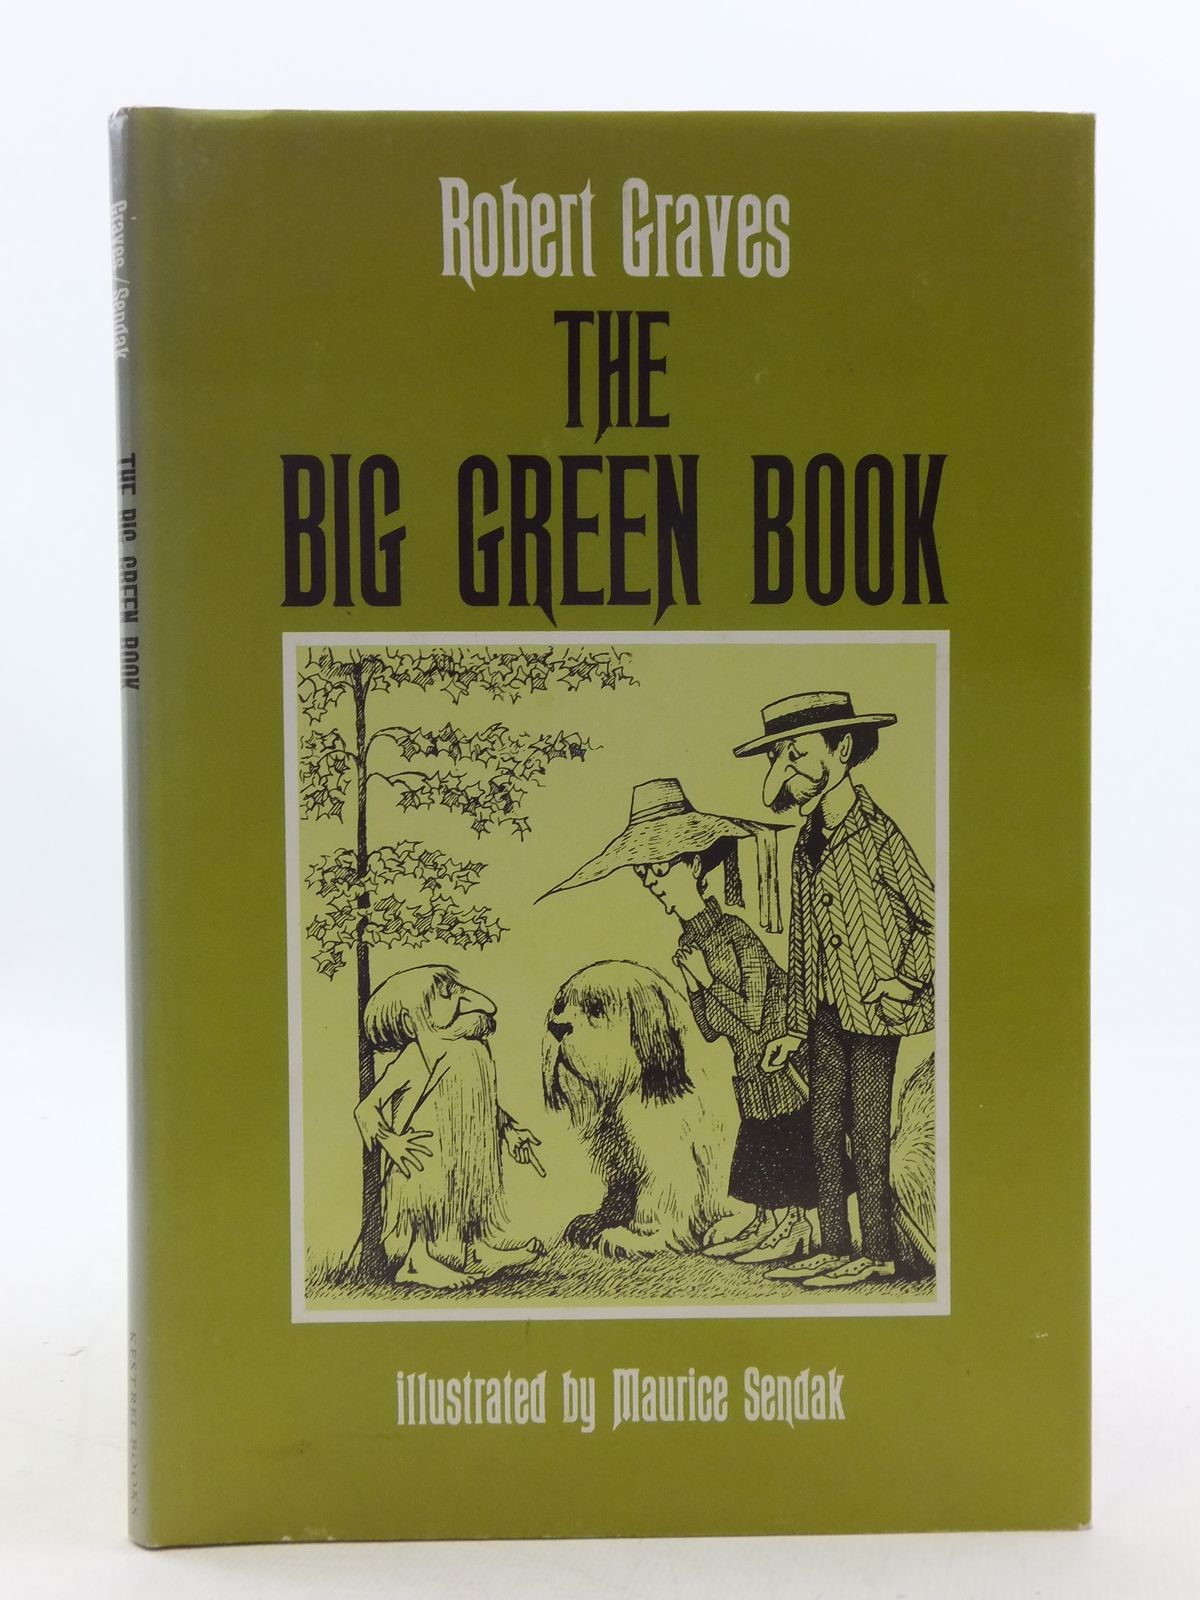 Robert Graves
THE
BIG GREEN BOOK
illustrated by Maurice Sendak
Graves / Sendak
THE BIG GREEN BOOK
KESTREL BOOKS